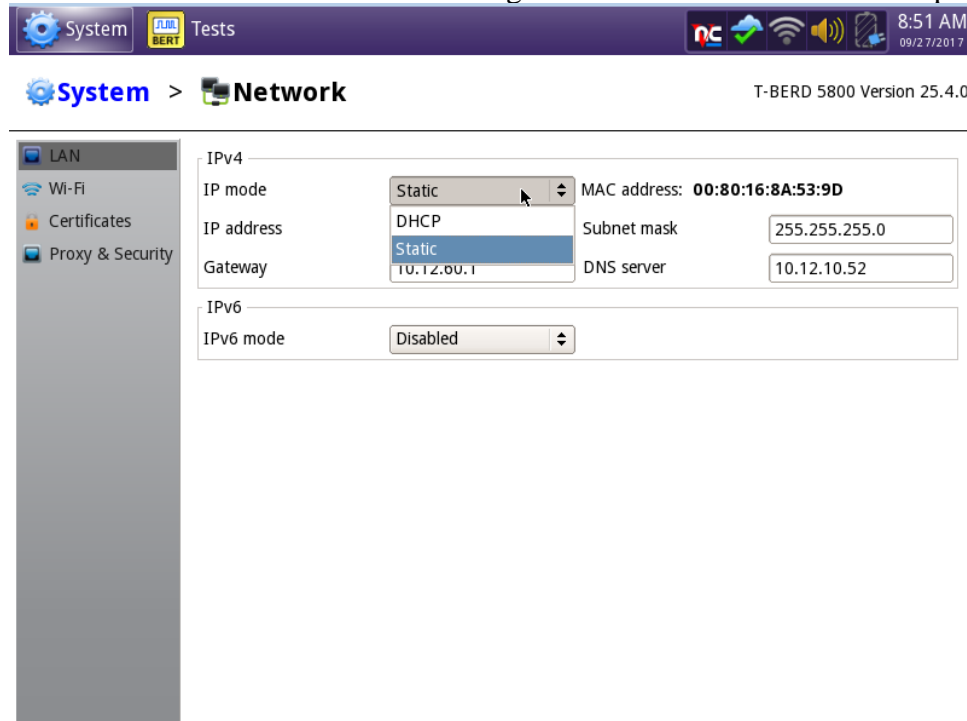 System BERT Tests 8:51 AM
09/27/2017
System > Network T-BERD 5800 Version 25.4.0
LAN
Wi-Fi
Certificates
Proxy & Security
IPv4
IP mode Static MAC address: 00:80:16:8A:53:9D
DHCP
IP address Subnet mask 255.255.255.0
Static
Gateway 10.12.60.1 DNS server 10.12.10.52
IPv6
IPv6 mode Disabled